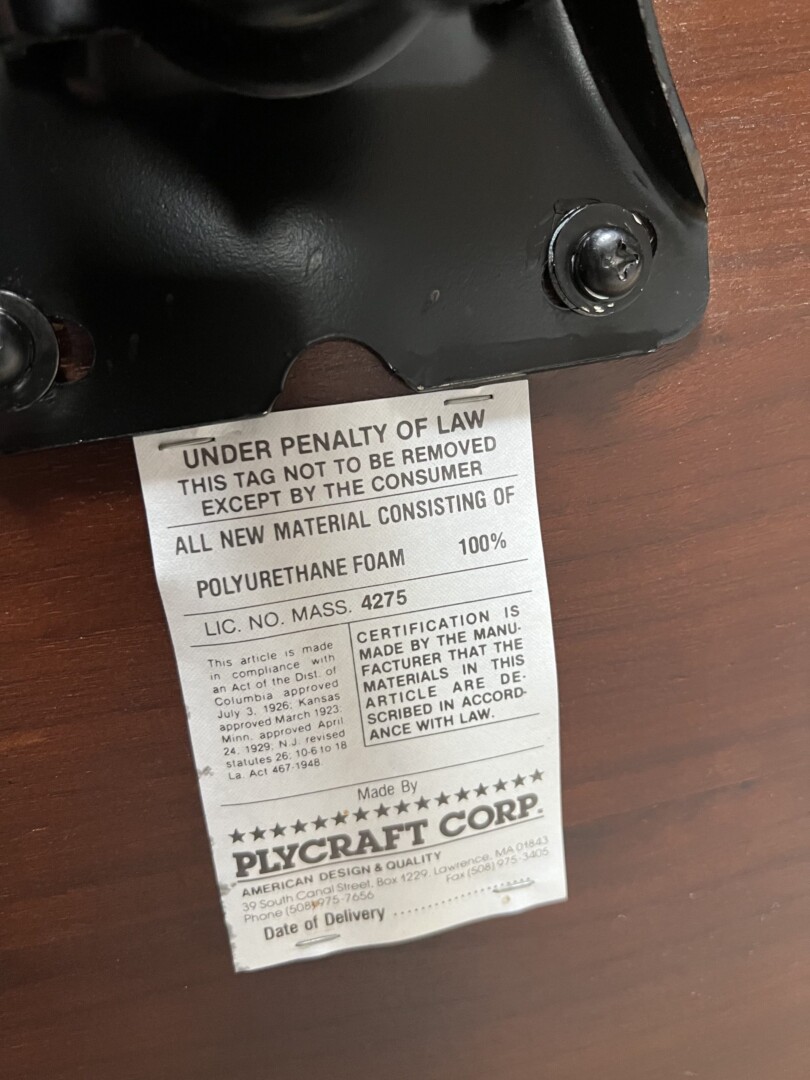 UNDER PENALTY OF LAW
THIS TAG NOT TO BE REMOVED
EXCEPT BY THE CONSUMER
ALL NEW MATERIAL CONSISTING OF
POLYURETHANE FOAM 100%
LIC. NO. MASS. 4275
This article is made
in compliance with
an Act of the Dist. of
Columbia approved
July 3, 1926; Kansas
approved March 1923;
Minn. approved April
24, 1929; N.J. revised
statutes 26; 10-6 to 18
La. Act 467-1948.
CERTIFICATION IS
MADE BY THE MANU-
FACTURER THAT THE
MATERIALS IN THIS
ARTICLE ARE DE-
SCRIBED IN ACCORD-
ANCE WITH LAW.
Made By
PLYCRAFT CORP.
AMERICAN DESIGN & QUALITY
39 South Canal Street, Box 1229, Lawrence, MA 01843
Phone (508) 975-7656 Fax (508) 975-3405
Date of Delivery ....................